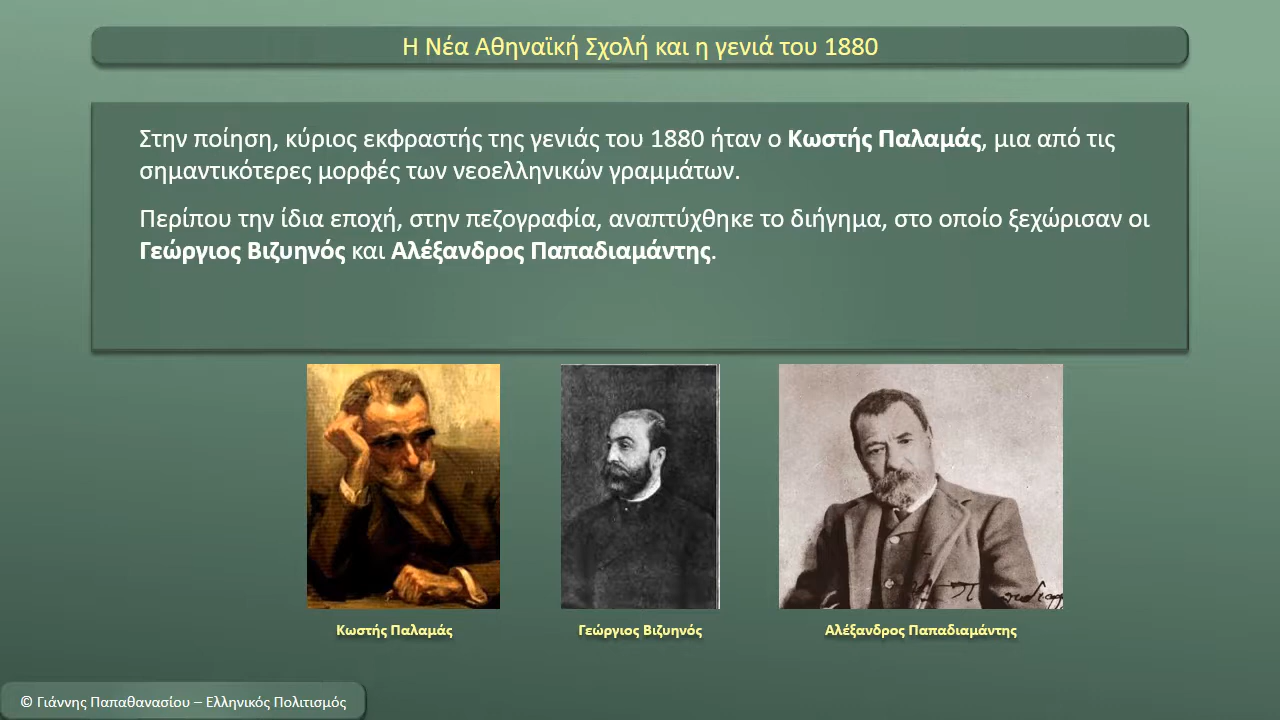 Η Νέα Αθηναϊκή Σχολή και η γενιά του 1880
Στην ποίηση, κύριος εκφραστής της γενιάς του 1880 ήταν ο Κωστής Παλαμάς, μια από τις
σημαντικότερες μορφές των νεοελληνικών γραμμάτων.
Περίπου την ίδια εποχή, στην πεζογραφία, αναπτύχθηκε το διήγημα, στο οποίο ξεχώρισαν οι
Γεώργιος Βιζυηνός και Αλέξανδρος Παπαδιαμάντης.
Κωστής Παλαμάς
Γεώργιος Βιζυηνός
Αλέξανδρος Παπαδιαμάντης
© Γιάννης Παπαθανασίου – Ελληνικός Πολιτισμός